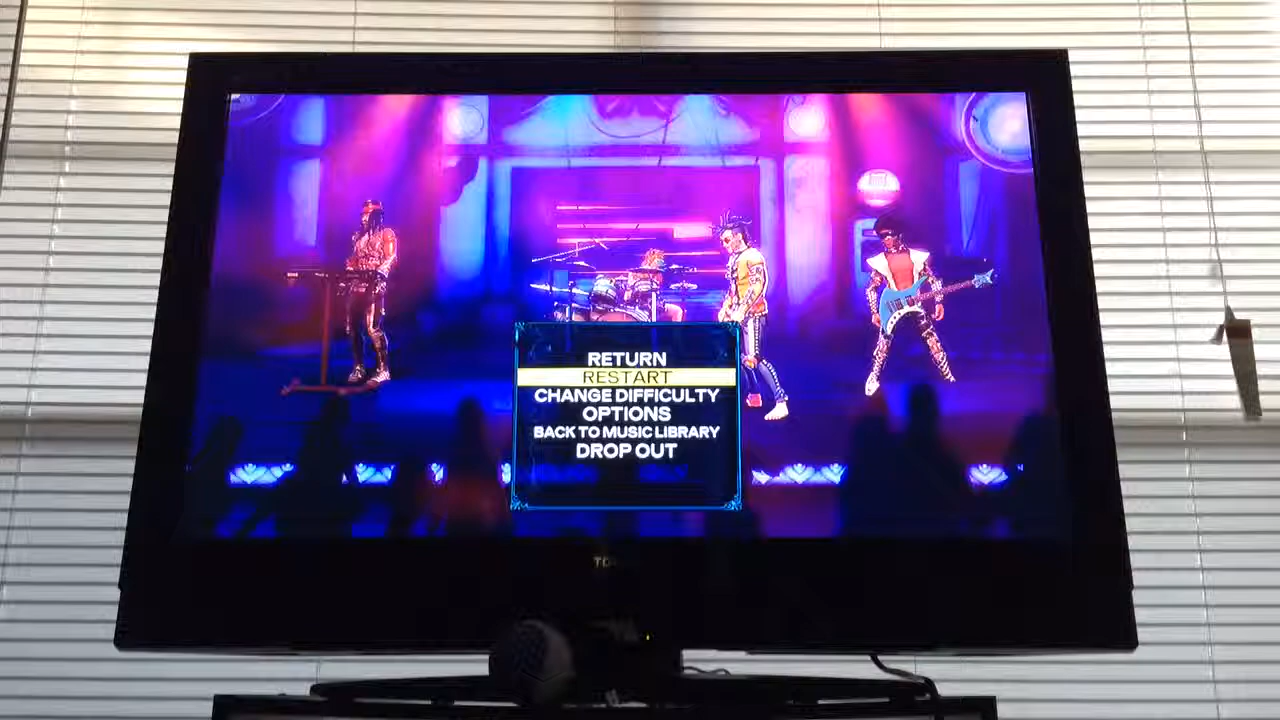 RETURN
RESTART
CHANGE DIFFICULTY
OPTIONS
BACK TO MUSIC LIBRARY
DROP OUT